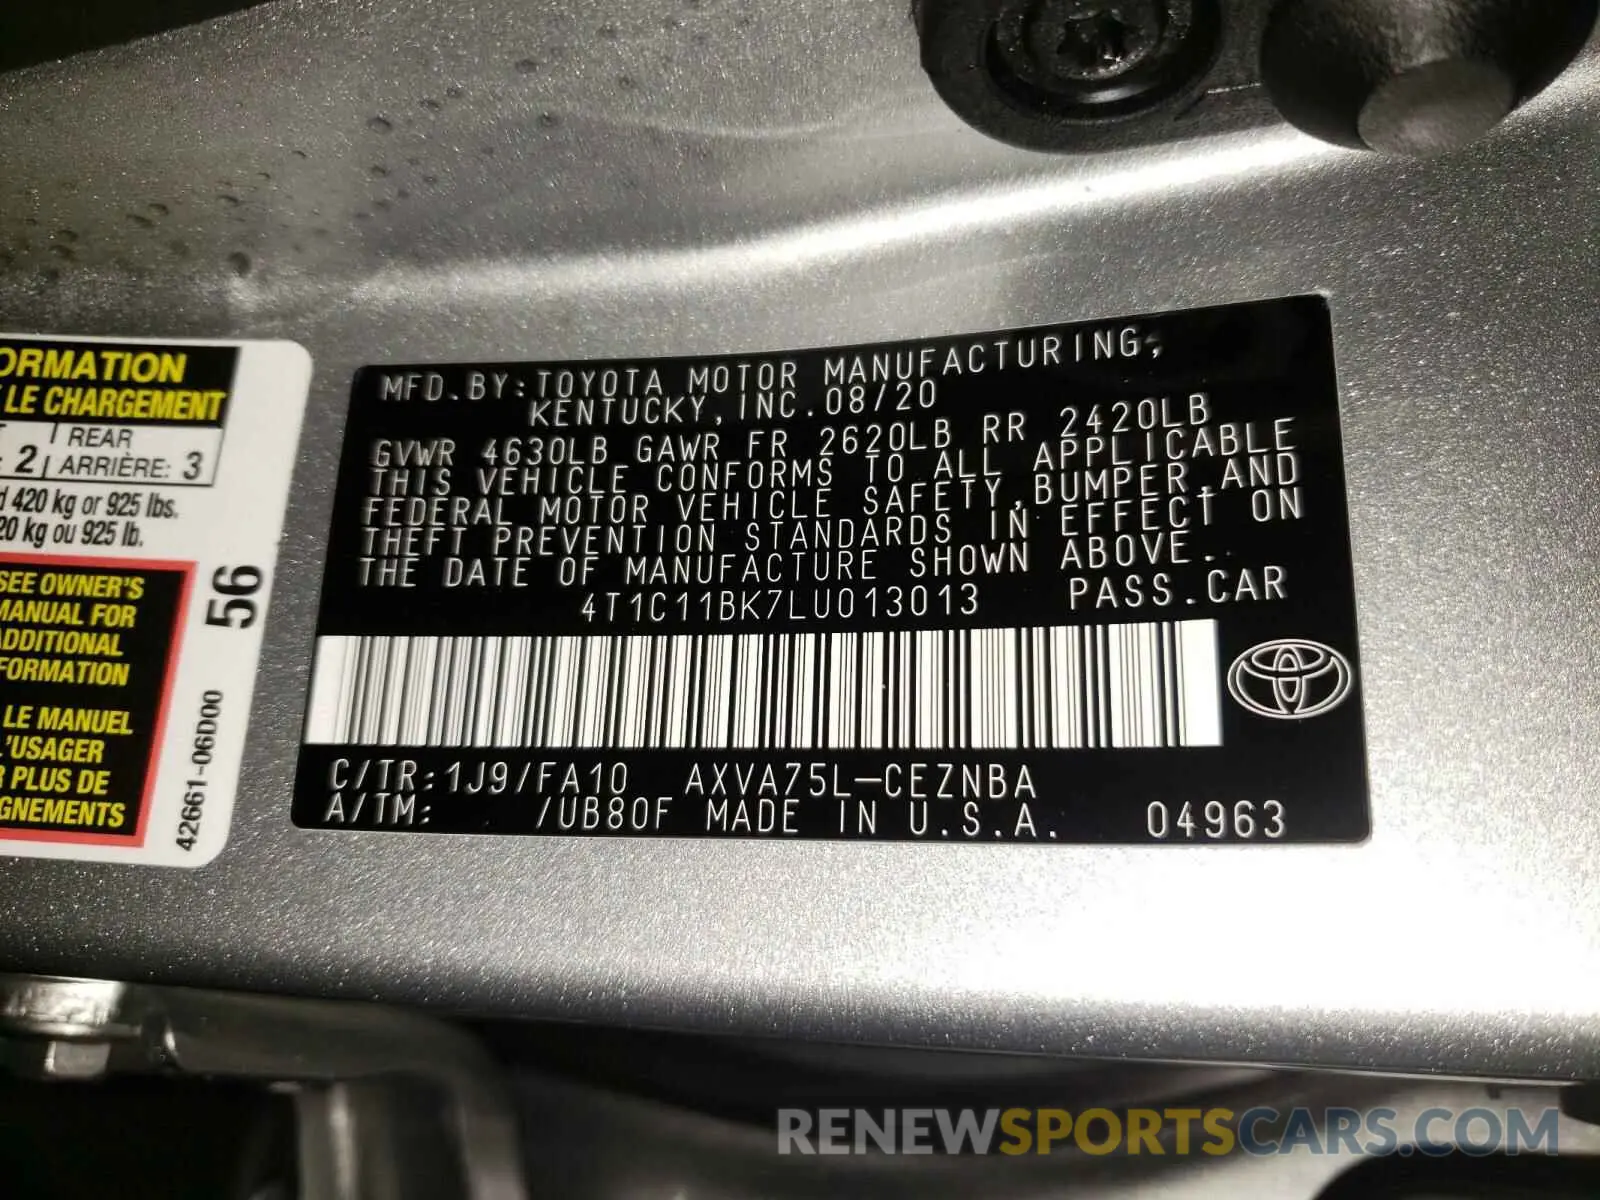 ORMATION
LE CHARGEMENT
REAR
2 ARRIÈRE: 3
420 kg or 925 lbs.
20 kg ou 925 lb.
SEE OWNER'S
MANUAL FOR
ADDITIONAL
FORMATION
LE MANUEL
L'USAGER
R PLUS DE
GNEMENTS
56
42661-06D00
MFD.BY:TOYOTA MOTOR MANUFACTURING,
KENTUCKY,INC.08/20
GVWR 4630LB GAWR FR 2620LB RR 2420LB
THIS VEHICLE CONFORMS TO ALL APPLICABLE
FEDERAL MOTOR VEHICLE SAFETY,BUMPER,AND
THEFT PREVENTION STANDARDS IN EFFECT ON
THE DATE OF MANUFACTURE SHOWN ABOVE.
4T1C11BK7LU013013 PASS.CAR
C/TR:1J9/FA10 AXVA75L-CEZNBA
A/TM: /UB80F MADE IN U.S.A. 04963
RENEWSPORTSCARS.COM